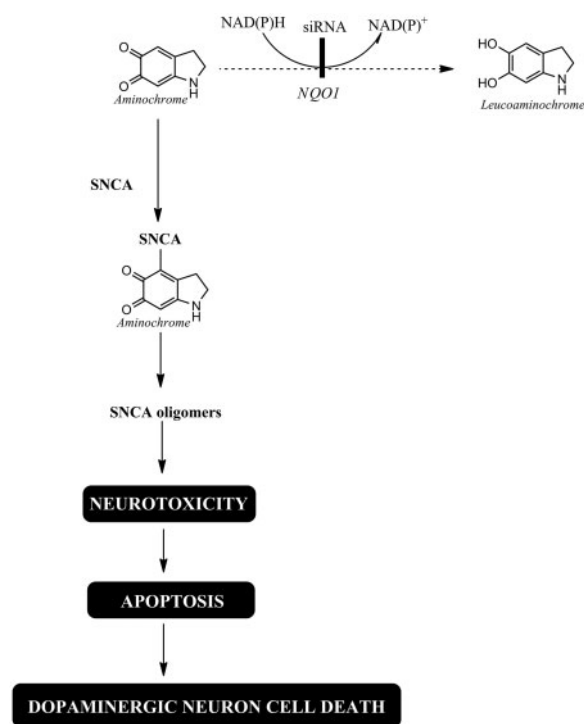 NAD(P)H siRNA NAD(P)+
O
O
N
H
Aminochrome
NQO1
HO
HO
N
H
Leucoaminochrome
SNCA
SNCA
O
O
N
H
Aminochrome
SNCA oligomers
NEUROTOXICITY
APOPTOSIS
DOPAMINERGIC NEURON CELL DEATH